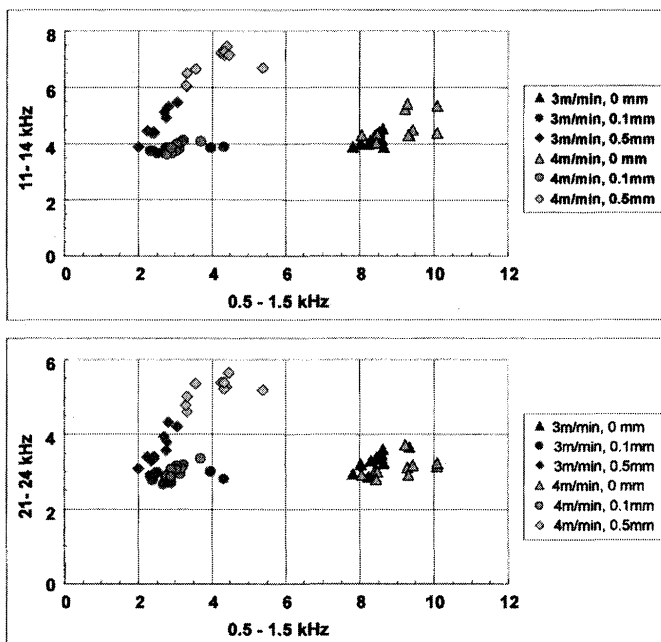 8
6
4
2
0
11- 14 kHz
0 2 4 6 8 10 12
0.5 - 1.5 kHz
3m/min, 0 mm
3m/min, 0.1mm
3m/min, 0.5mm
4m/min, 0 mm
4m/min, 0.1mm
4m/min, 0.5mm
6
4
2
0
21- 24 kHz
0 2 4 6 8 10 12
0.5 - 1.5 kHz
3m/min, 0 mm
3m/min, 0.1mm
3m/min, 0.5mm
4m/min, 0 mm
4m/min, 0.1mm
4m/min, 0.5mm